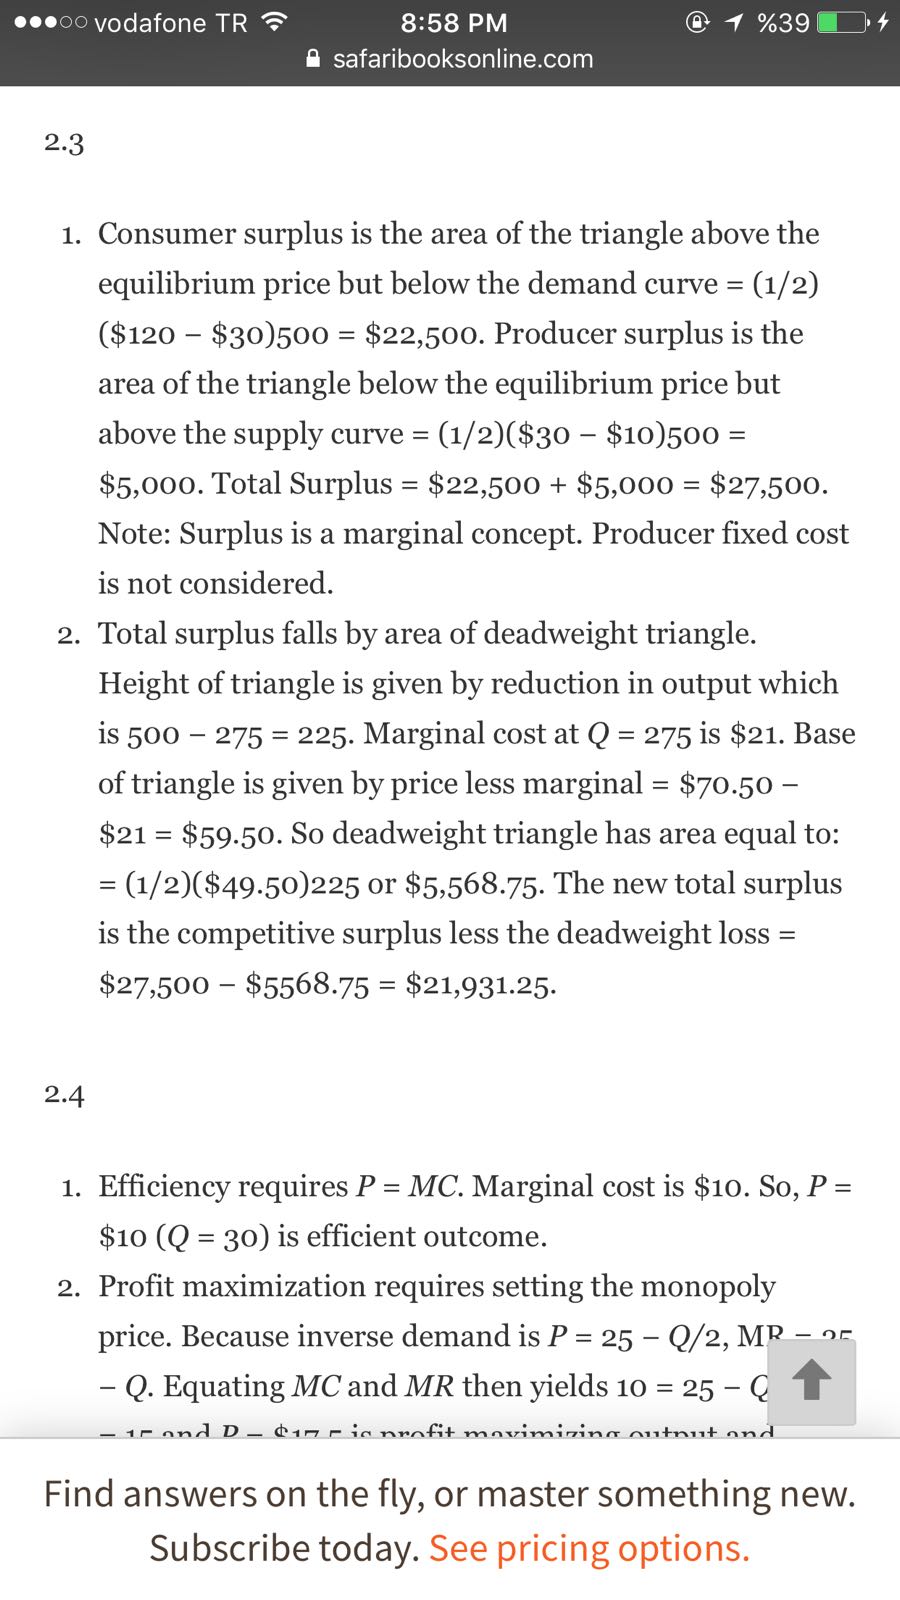 vodafone TR 8:58 PM %39
safaribooksonline.com
2.3
1. Consumer surplus is the area of the triangle above the
equilibrium price but below the demand curve = (1/2)
($120 − $30)500 = $22,500. Producer surplus is the
area of the triangle below the equilibrium price but
above the supply curve = (1/2)($30 − $10)500 =
$5,000. Total Surplus = $22,500 + $5,000 = $27,500.
Note: Surplus is a marginal concept. Producer fixed cost
is not considered.
2. Total surplus falls by area of deadweight triangle.
Height of triangle is given by reduction in output which
is 500 − 275 = 225. Marginal cost at Q = 275 is $21. Base
of triangle is given by price less marginal = $70.50 −
$21 = $59.50. So deadweight triangle has area equal to:
= (1/2)($49.50)225 or $5,568.75. The new total surplus
is the competitive surplus less the deadweight loss =
$27,500 − $5568.75 = $21,931.25.
2.4
1. Efficiency requires P = MC. Marginal cost is $10. So, P =
$10 (Q = 30) is efficient outcome.
2. Profit maximization requires setting the monopoly
price. Because inverse demand is P = 25 − Q/2, MR = 25
− Q. Equating MC and MR then yields 10 = 25 − Q
= 15 and P = $17.5 is profit maximizing output and
Find answers on the fly, or master something new.
Subscribe today. See pricing options.